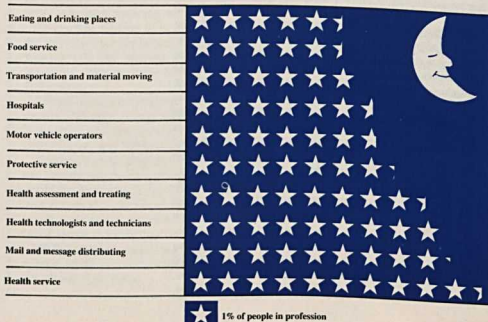 Eating and drinking places
Food service
Transportation and material moving
Hospitals
Motor vehicle operators
Protective service
Health assessment and treating
Health technologists and technicians
Mail and message distributing
Health service
1% of people in profession